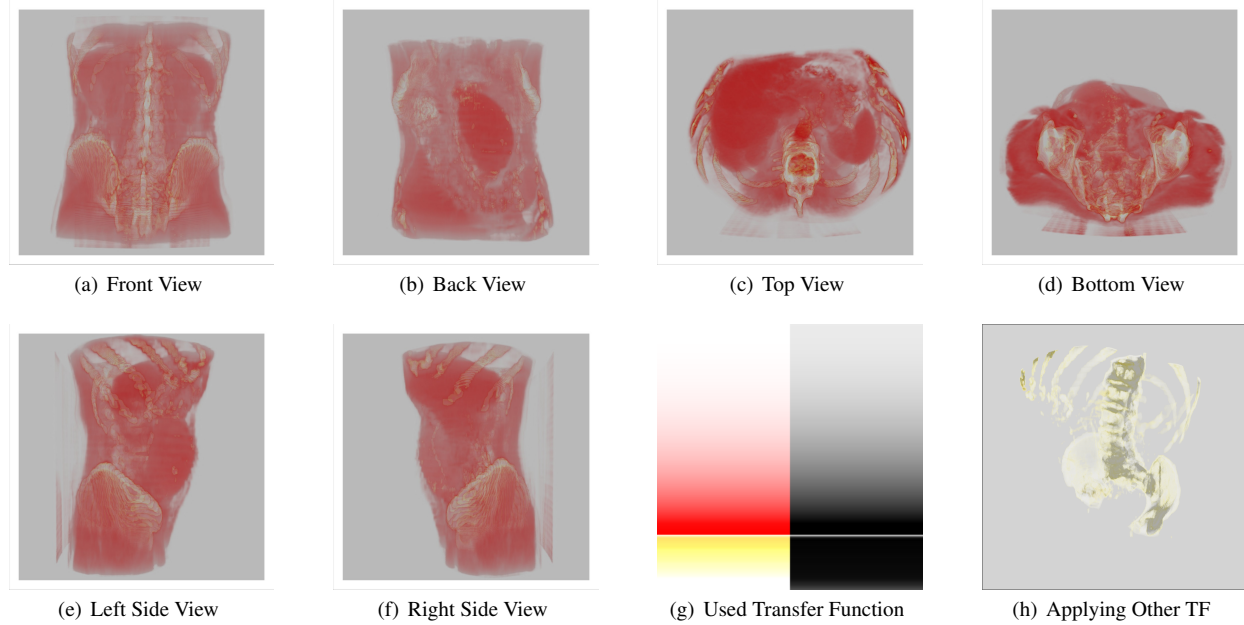 (a) Front View
(b) Back View
(c) Top View
(d) Bottom View
(e) Left Side View
(f) Right Side View
(g) Used Transfer Function
(h) Applying Other TF